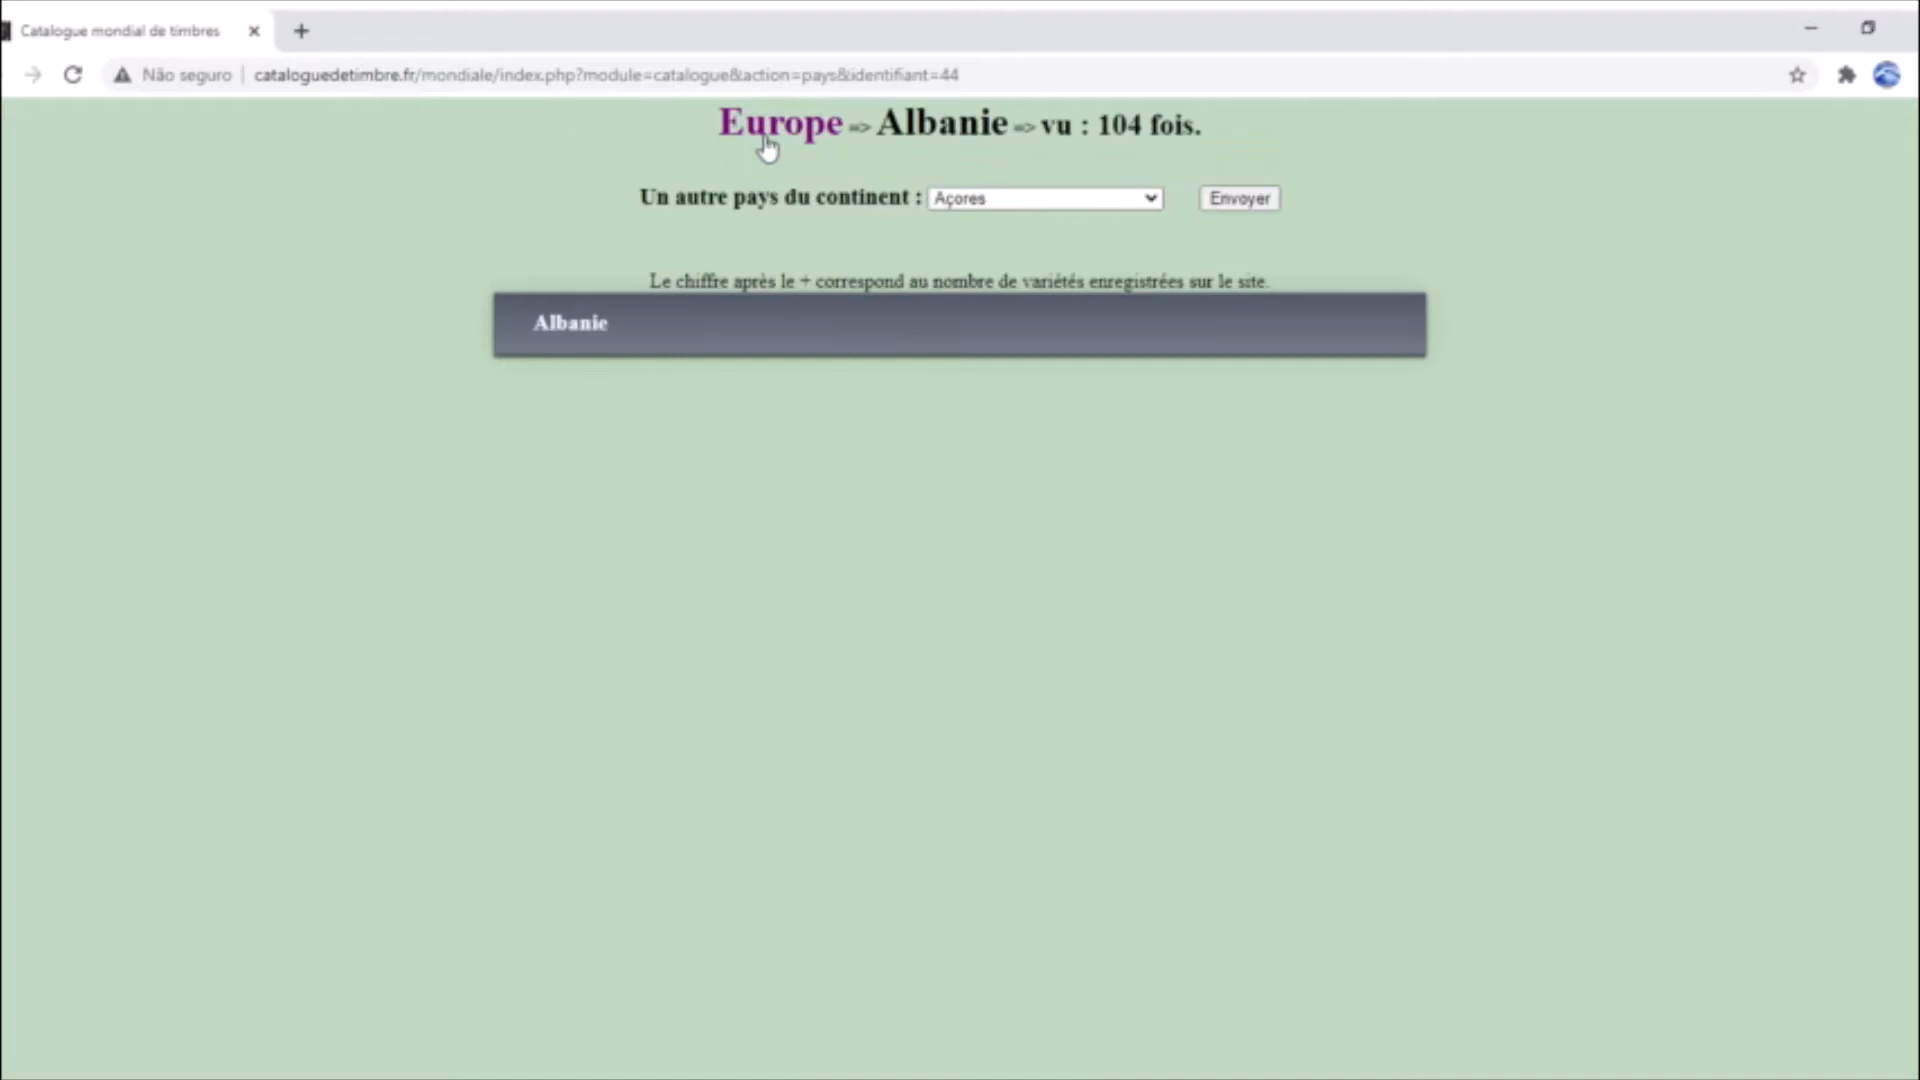 Catalogue mondial de timbres
Não seguro | cataloguedetimbre.fr/mondiale/index.php?module=catalogue&action=pays&identifiant=44
Europe => Albanie => vu : 104 fois.
Un autre pays du continent : Açores Envoyer
Le chiffre après le + correspond au nombre de variétés enregistrées sur le site.
Albanie